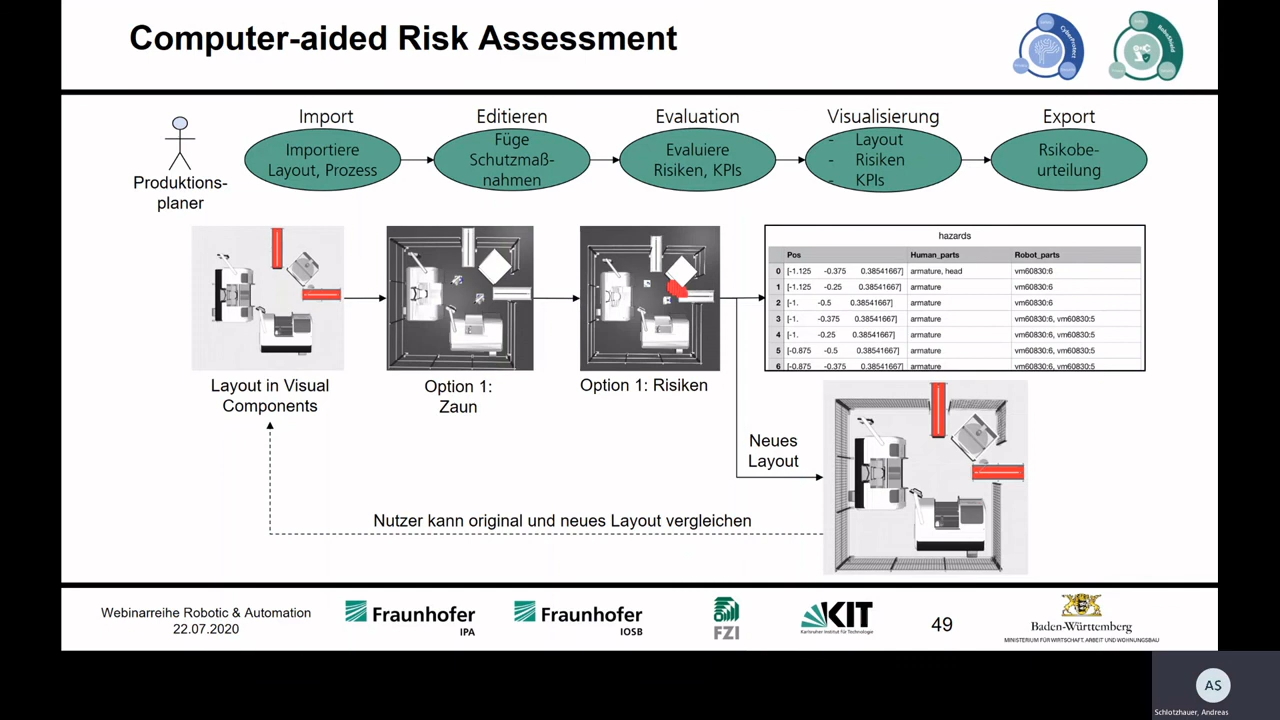 Computer-aided Risk Assessment
Import
Editieren
Evaluation
Visualisierung
Export
Importiere
Layout, Prozess
Füge
Schutzmaß-
nahmen
Evaluiere
Risiken, KPIs
- Layout
- Risiken
- KPIs
Rsikobe-
urteilung
Produktions-
planer
hazards
Pos Human_parts Robot_parts
0 [-1.125 -0.375 0.38541667] armature, head vm60830:6
1 [-1.125 -0.25 0.38541667] armature vm60830:6
2 [-1. -0.5 0.38541667] armature vm60830:6
3 [-1. -0.375 0.38541667] armature vm60830:6, vm60830:5
4 [-1. -0.25 0.38541667] armature vm60830:6, vm60830:5
5 [-0.875 -0.5 0.38541667] armature vm60830:6, vm60830:5
6 [-0.875 -0.375 0.38541667] armature vm60830:6, vm60830:5
Layout in Visual
Components
Option 1:
Zaun
Option 1: Risiken
Neues
Layout
Nutzer kann original und neues Layout vergleichen
Webinarreihe Robotic & Automation
22.07.2020
Fraunhofer
IPA
Fraunhofer
IOSB
FZI
KIT
Karlsruher Institut für Technologie
49
Baden-Württemberg
MINISTERIUM FÜR WIRTSCHAFT, ARBEIT UND WOHNUNGSBAU
AS
Schlotzhauer, Andreas